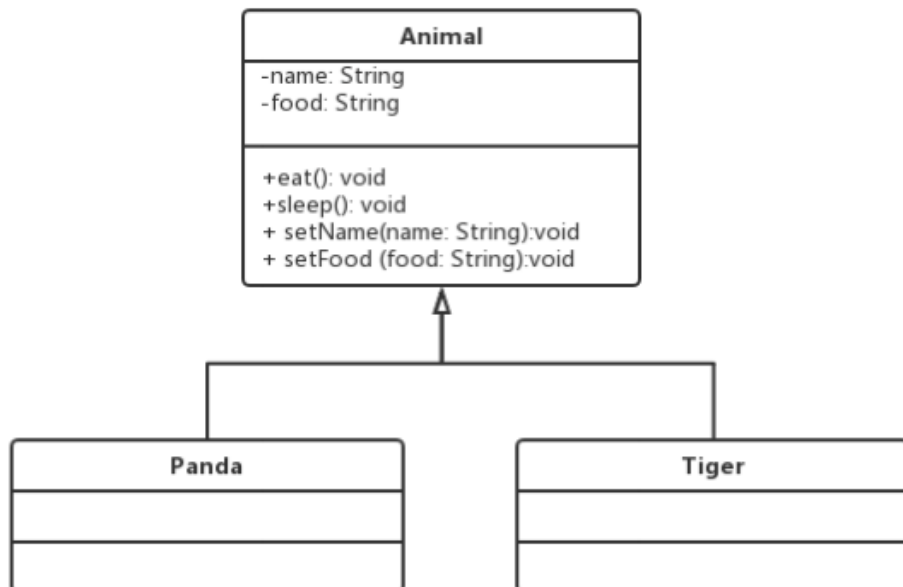 Animal
-name: String
-food: String
+eat(): void
+sleep(): void
+ setName(name: String):void
+ setFood (food: String):void
Panda
Tiger